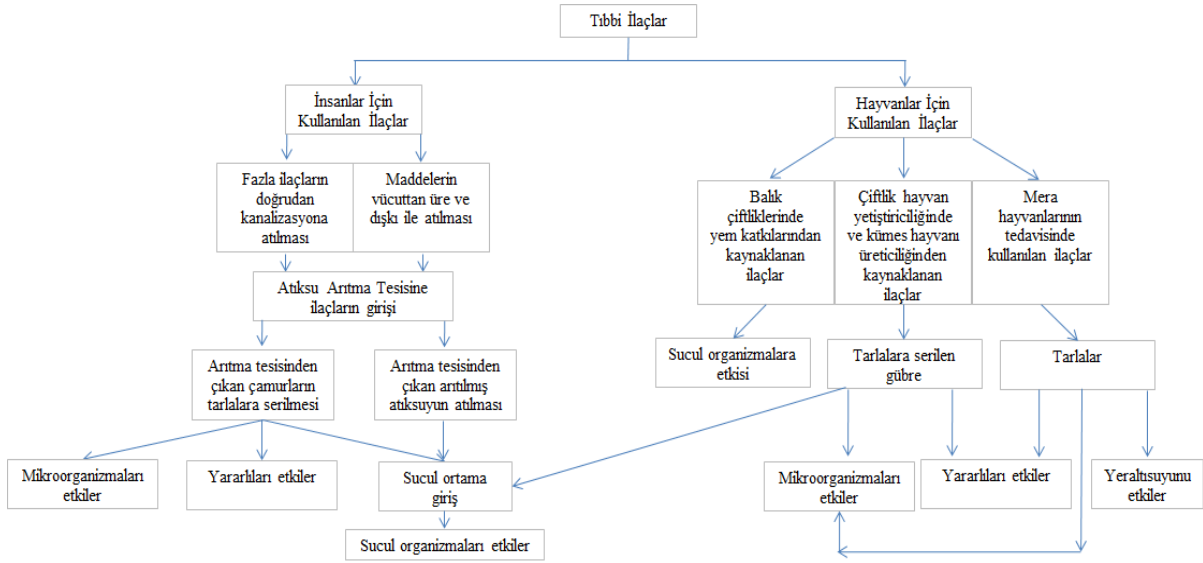 Tıbbi İlaçlar
İnsanlar İçin
Kullanılan İlaçlar
Hayvanlar İçin
Kullanılan İlaçlar
Fazla ilaçların
doğrudan
kanalizasyona
atılması
Maddelerin
vücuttan üre ve
dışkı ile atılması
Balık
çiftliklerinde
yem katkılarından
kaynaklanan
ilaçlar
Çiftlik hayvan
yetiştiriciliğinde
ve kümes hayvanı
üreticiliğinden
kaynaklanan
ilaçlar
Mera
hayvanlarının
tedavisinde
kullanılan ilaçlar
Atıksu Arıtma Tesisine
ilaçların girişi
Arıtma tesisinden
çıkan çamurların
tarlalara serilmesi
Arıtma tesisinden
çıkan arıtılmış
atıksuyun atılması
Sucul organizmalara
etkisi
Tarlalara serilen
gübre
Tarlalar
Mikroorganizmaları
etkiler
Yararlıları etkiler
Sucul ortama
giriş
Mikroorganizmaları
etkiler
Yararlıları etkiler
Yeraltısuyunu
etkiler
Sucul organizmaları etkiler